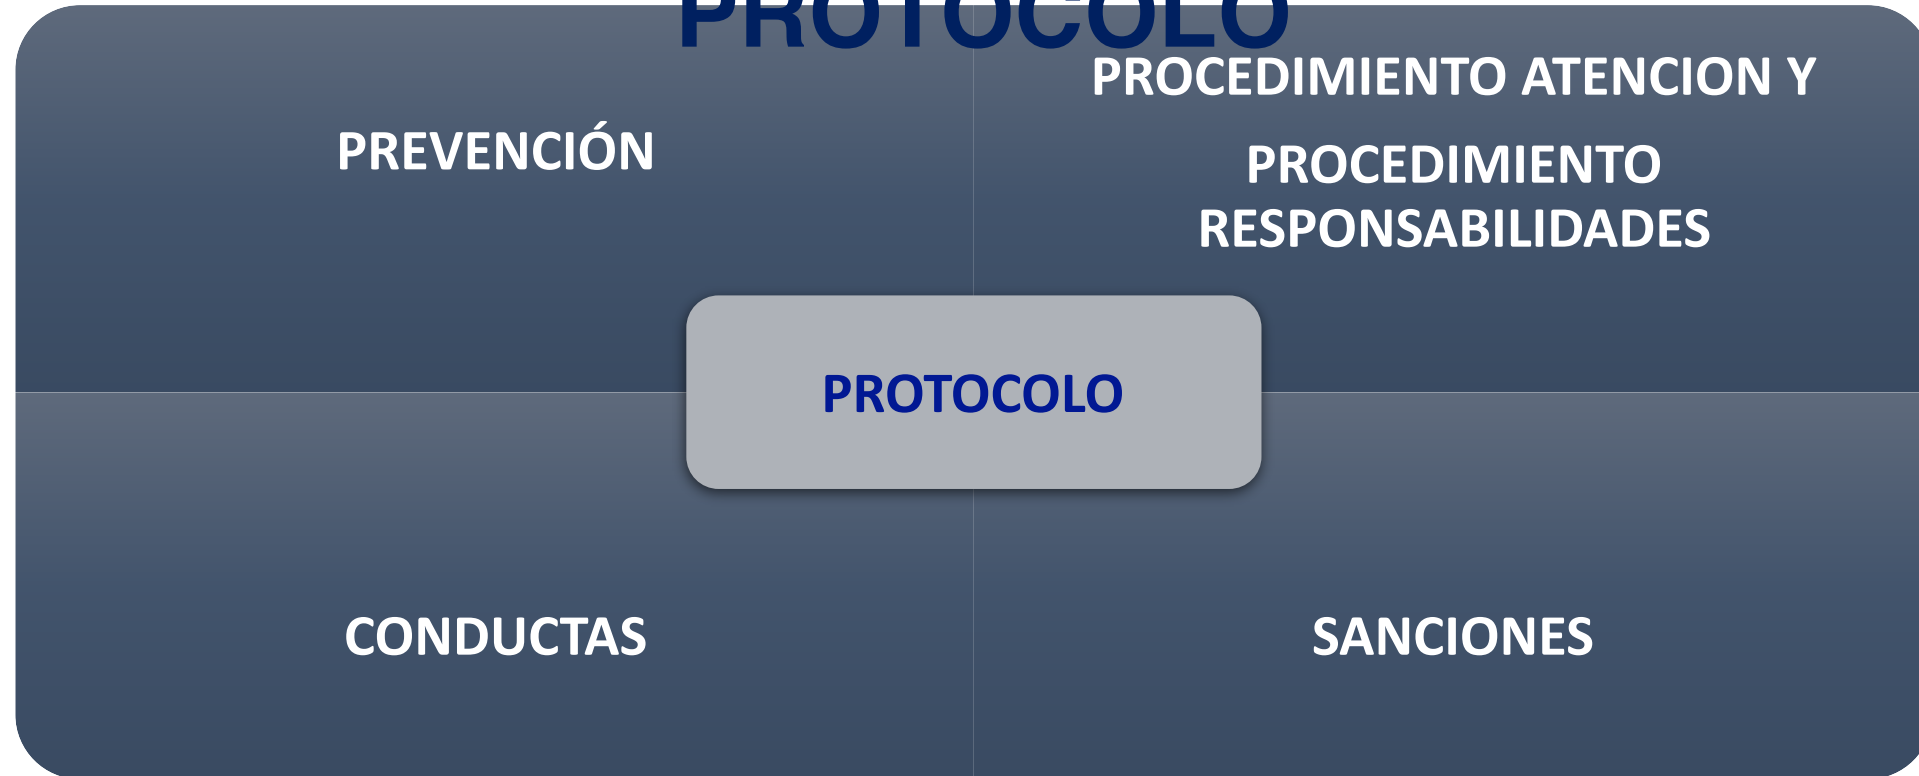 PROTOCOLO
PREVENCIÓN
PROCEDIMIENTO ATENCION Y
PROCEDIMIENTO
RESPONSABILIDADES
PROTOCOLO
CONDUCTAS
SANCIONES